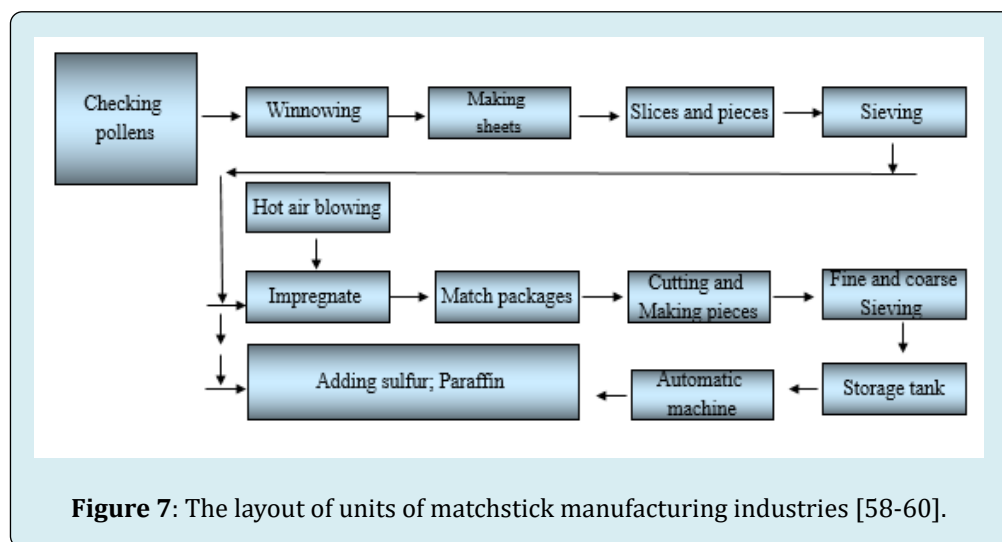 Checking
pollens
Winnowing
Making
sheets
Slices and pieces
Sieving
Hot air blowing
Impregnate
Match packages
Cutting and
Making pieces
Fine and coarse
Sieving
Adding sulfur; Paraffin
Automatic
machine
Storage tank
Figure 7: The layout of units of matchstick manufacturing industries [58-60].